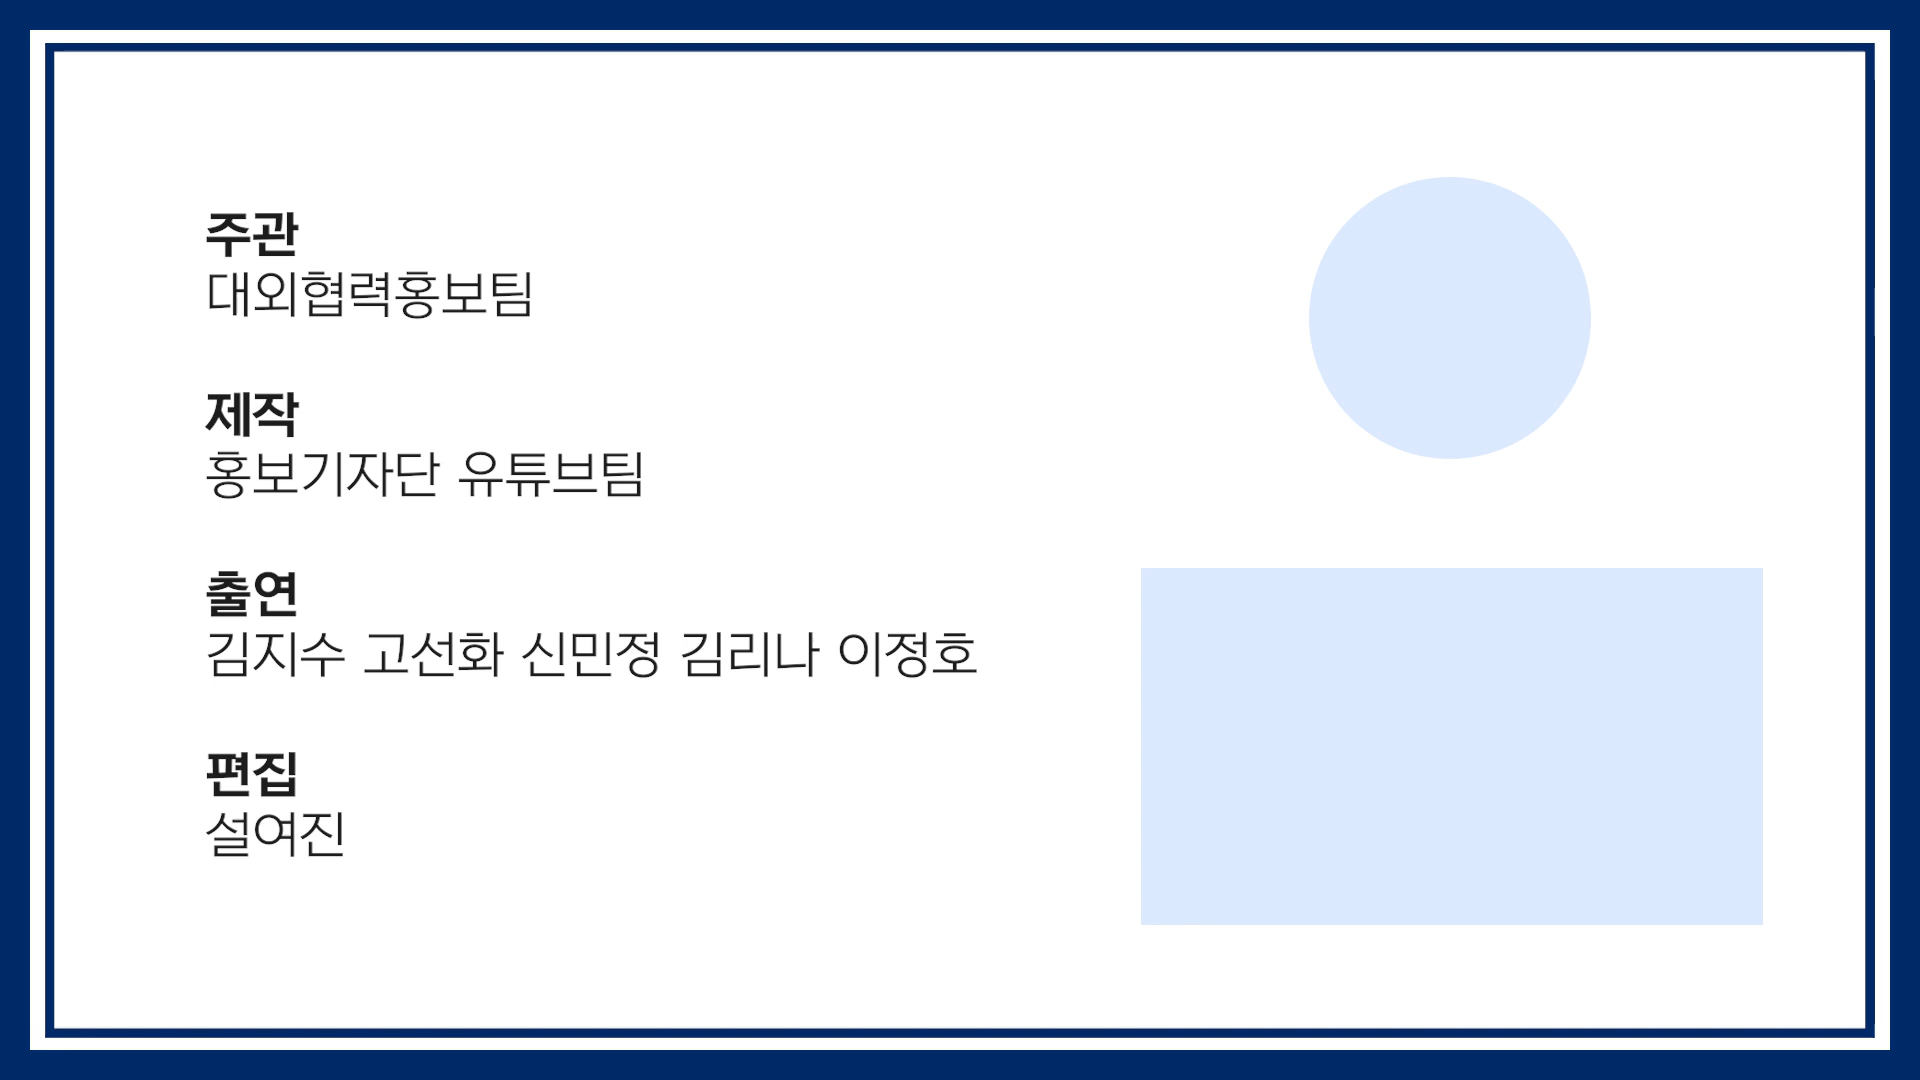 주관
대외협력홍보팀
제작
홍보기자단 유튜브팀
출연
김지수 고선화 신민정 김리나 이정호
편집
설여진